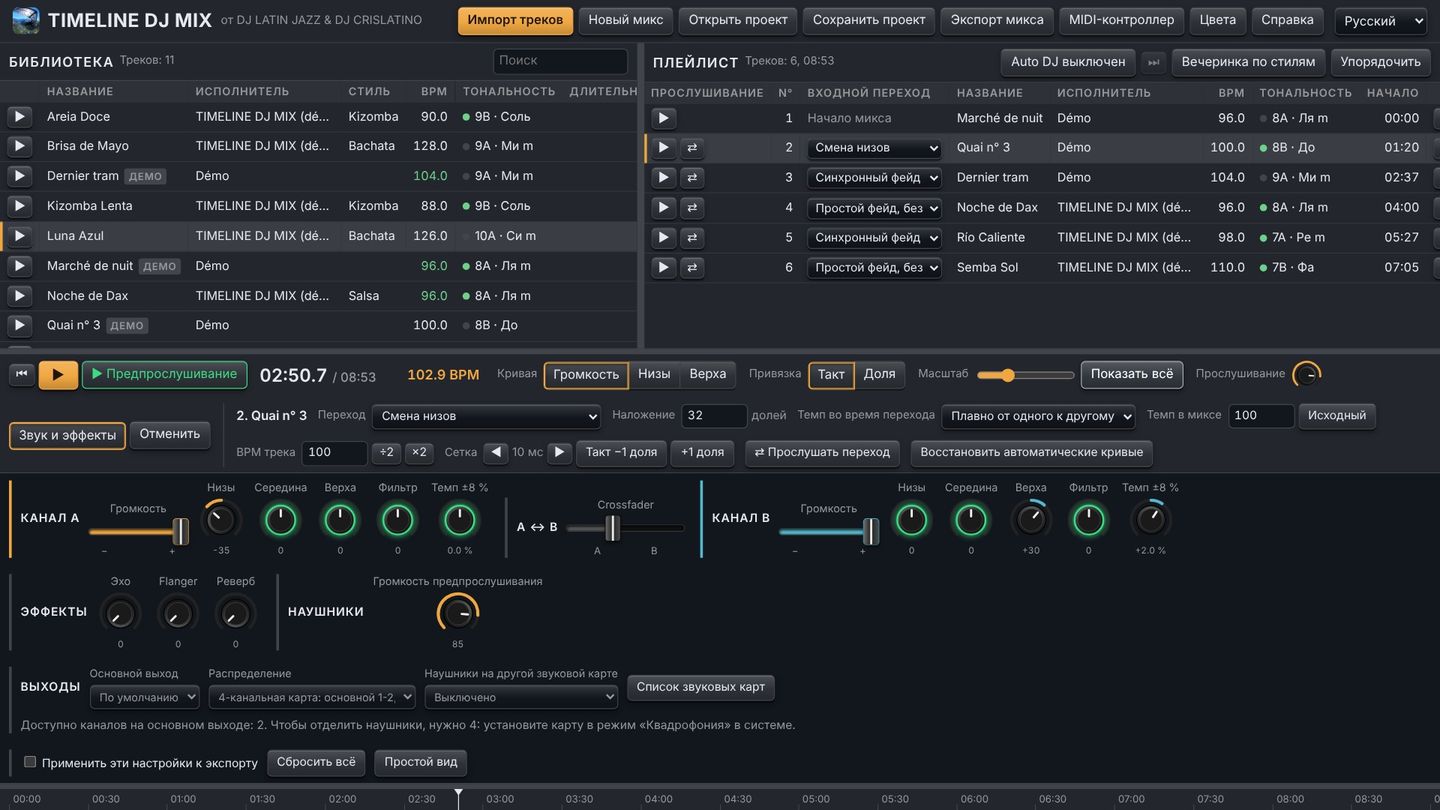 TIMELINE DJ MIX от DJ LATIN JAZZ & DJ CRISLATINO Импорт треков Новый микс Открыть проект Сохранить проект Экспорт микса MIDI-контроллер Цвета Справка Русский
БИБЛИОТЕКА Треков: 11 Поиск
НАЗВАНИЕ ИСПОЛНИТЕЛЬ СТИЛЬ BPM ТОНАЛЬНОСТЬ ДЛИТЕЛЬН
Areia Doce TIMELINE DJ MIX (dé... Kizomba 90.0 9B · Соль
Brisa de Mayo TIMELINE DJ MIX (dé... Bachata 128.0 9A · Ми m
Dernier tram ДЕМО Démo 104.0 9A · Ми m
Kizomba Lenta TIMELINE DJ MIX (dé... Kizomba 88.0 9B · Соль
Luna Azul TIMELINE DJ MIX (dé... Bachata 126.0 10A · Си m
Marché de nuit ДЕМО Démo 96.0 8A · Ля m
Noche de Dax TIMELINE DJ MIX (dé... Salsa 96.0 8A · Ля m
Quai n° 3 ДЕМО Démo 100.0 8B · До
ПЛЕЙЛИСТ Треков: 6, 08:53 Auto DJ выключен Вечеринка по стилям Упорядочить
ПРОСЛУШИВАНИЕ N° ВХОДНОЙ ПЕРЕХОД НАЗВАНИЕ ИСПОЛНИТЕЛЬ BPM ТОНАЛЬНОСТЬ НАЧАЛО
1 Начало микса Marché de nuit Démo 96.0 8A · Ля m 00:00
2 Смена низов Quai n° 3 Démo 100.0 8B · До 01:20
3 Синхронный фейд Dernier tram Démo 104.0 9A · Ми m 02:37
4 Простой фейд, без Noche de Dax TIMELINE DJ MIX (dé... 96.0 8A · Ля m 04:00
5 Синхронный фейд Río Caliente TIMELINE DJ MIX (dé... 98.0 7A · Ре m 05:27
6 Простой фейд, без Semba Sol TIMELINE DJ MIX (dé... 110.0 7B · Фа 07:05
Предпрослушивание 02:50.7 / 08:53 102.9 BPM Кривая Громкость Низы Верха Привязка Такт Доля Масштаб Показать всё Прослушивание
Звук и эффекты Отменить
2. Quai n° 3 Переход Смена низов Наложение 32 долей Темп во время перехода Плавно от одного к другому Темп в миксе 100 Исходный
BPM трека 100 ÷2 ×2 Сетка ◀ 10 мс ▶ Такт −1 доля +1 доля ⇄ Прослушать переход Восстановить автоматические кривые
КАНАЛ A Громкость − + Низы -35 Середина 0 Верха 0 Фильтр 0 Темп ±8 % 0.0 %
A ↔ B Crossfader A B
КАНАЛ B Громкость − + Низы 0 Середина 0 Верха +30 Фильтр 0 Темп ±8 % +2.0 %
ЭФФЕКТЫ Эхо 0 Flanger 0 Реверб 0
НАУШНИКИ Громкость предпрослушивания 85
ВЫХОДЫ Основной выход По умолчанию Распределение 4-канальная карта: основной 1-2, Наушники на другой звуковой карте Выключено Список звуковых карт
Доступно каналов на основном выходе: 2. Чтобы отделить наушники, нужно 4: установите карту в режим «Квадрофония» в системе.
Применить эти настройки к экспорту Сбросить всё Простой вид
00:00 00:30 01:00 01:30 02:00 02:30 03:00 03:30 04:00 04:30 05:00 05:30 06:00 06:30 07:00 07:30 08:00 08:30